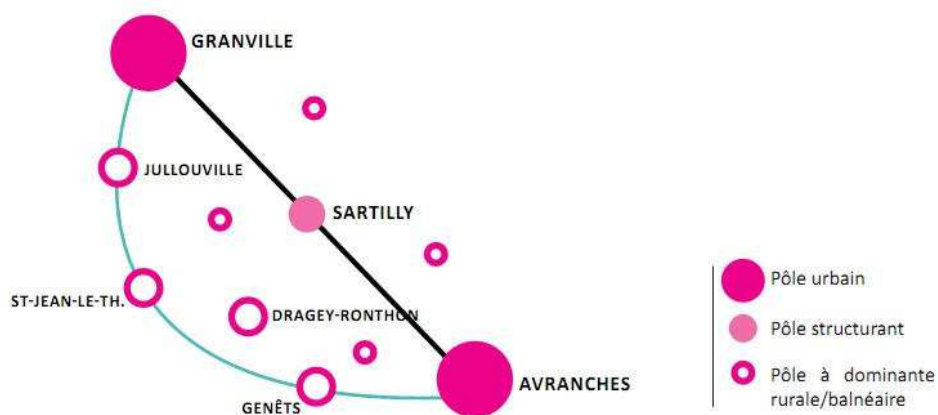 GRANVILLE
JULLOUVILLE
SARTILLY
ST-JEAN-LE-TH.
DRAGEY-RONTHON
AVRANCHES
GENÊTS
Pôle urbain
Pôle structurant
Pôle à dominante
rurale/balnéaire